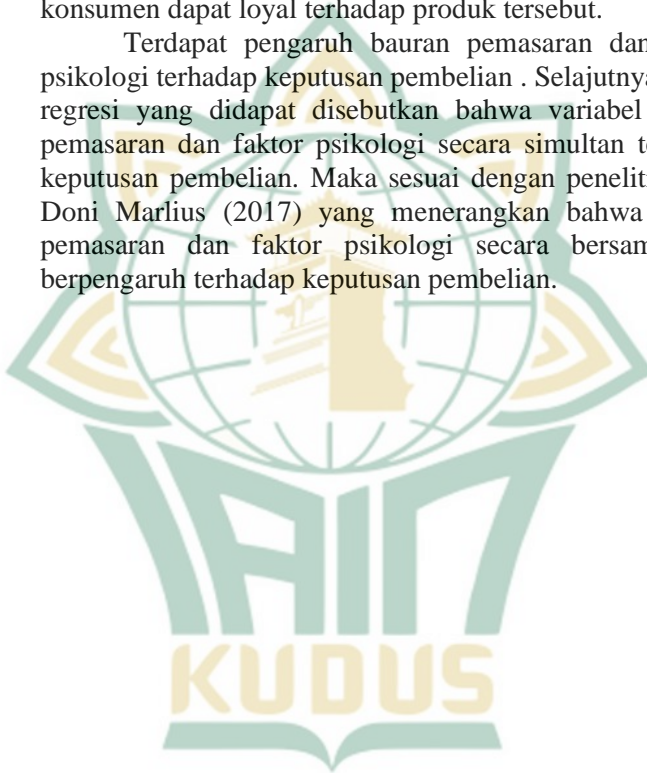 konsumen dapat loyal terhadap produk tersebut.
Terdapat pengaruh bauran pemasaran dan
psikologi terhadap keputusan pembelian . Selajutnya
regresi yang didapat disebutkan bahwa variabel
pemasaran dan faktor psikologi secara simultan
keputusan pembelian. Maka sesuai dengan
Doni Marlius (2017) yang menerangkan bahwa
pemasaran dan faktor psikologi secara
berpengaruh terhadap keputusan pembelian.
IAIN
KUDUS